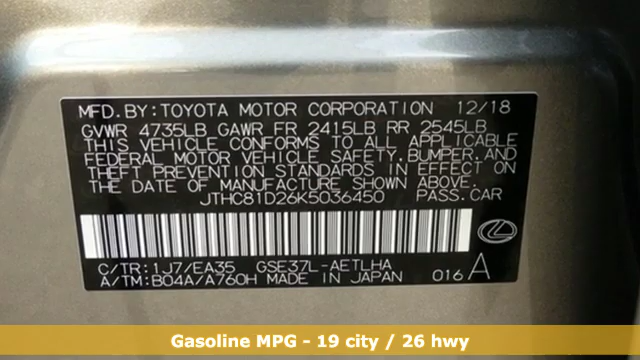 MFD. BY: TOYOTA MOTOR CORPORATION 12/18
GVWR 4735LB GAWR FR 2415LB RR 2545LB
THIS VEHICLE CONFORMS TO ALL APPLICABLE
FEDERAL MOTOR VEHICLE SAFETY, BUMPER, AND
THEFT PREVENTION STANDARDS IN EFFECT ON
THE DATE OF MANUFACTURE SHOWN ABOVE.
JTHC81D26K5036450 PASS. CAR
C/TR: 1J7/EA35 GSE37L-AETLHA
A/TM: B04A/A760H MADE IN JAPAN 016 A
Gasoline MPG - 19 city / 26 hwy